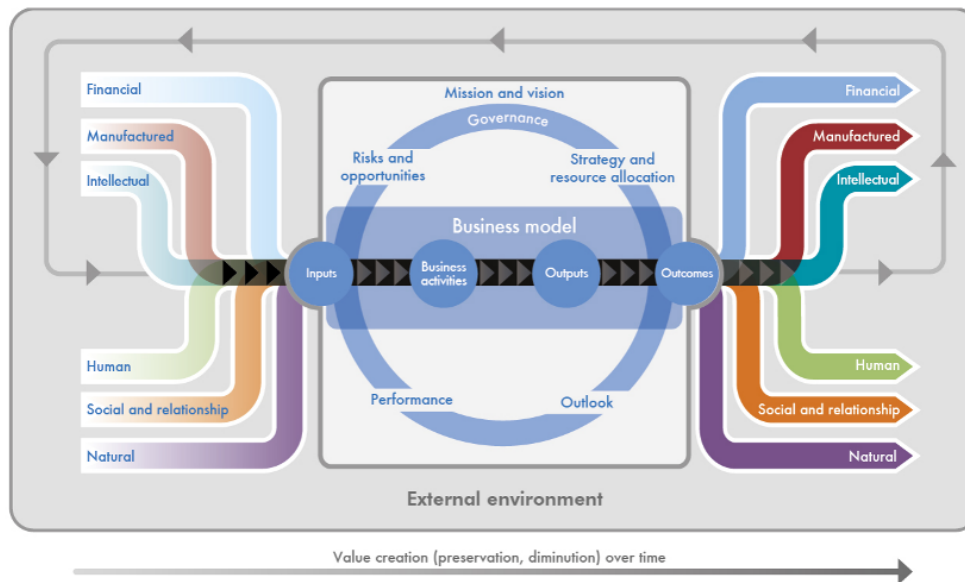 Financial
Manufactured
Intellectual
Human
Social and relationship
Natural
Mission and vision
Governance
Risks and
opportunities
Strategy and
resource allocation
Business model
Inputs
Business
activities
Outputs
Outcomes
Performance
Outlook
Financial
Manufactured
Intellectual
Human
Social and relationship
Natural
External environment
Value creation (preservation, diminution) over time